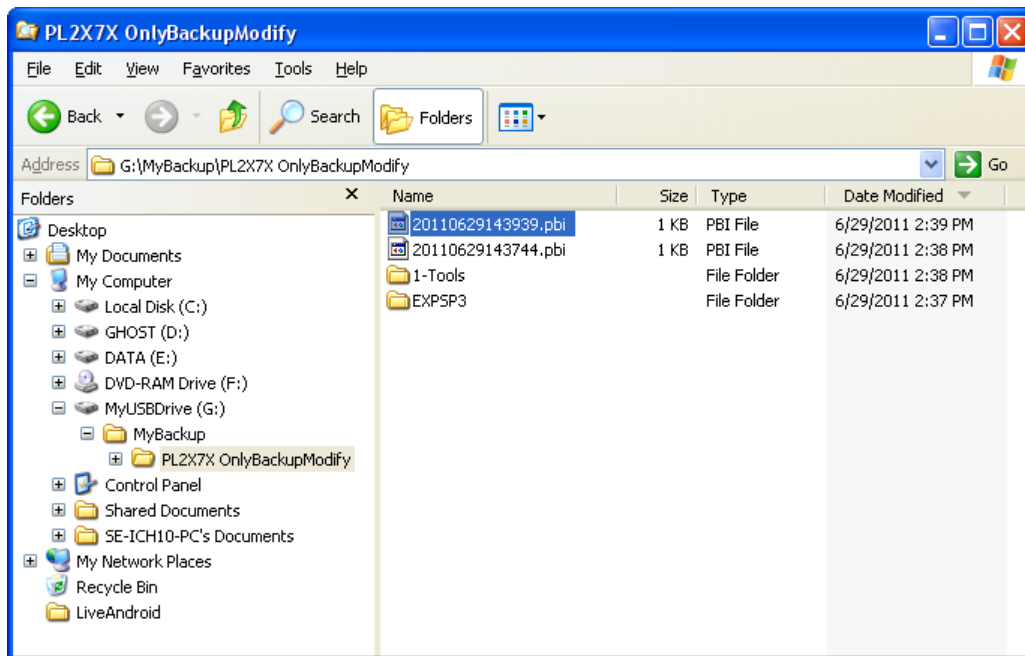 PL2X7X OnlyBackupModify
File Edit View Favorites Tools Help
Back Search Folders
Address G:\MyBackup\PL2X7X OnlyBackupModify Go
Folders X Name Size Type Date Modified
Desktop 20110629143939.pbi 1 KB PBI File 6/29/2011 2:39 PM
My Documents 20110629143744.pbi 1 KB PBI File 6/29/2011 2:38 PM
My Computer 1-Tools File Folder 6/29/2011 2:38 PM
Local Disk (C:) EXPSP3 File Folder 6/29/2011 2:37 PM
GHOST (D:)
DATA (E:)
DVD-RAM Drive (F:)
MyUSBDrive (G:)
MyBackup
PL2X7X OnlyBackupModify
Control Panel
Shared Documents
SE-ICH10-PC's Documents
My Network Places
Recycle Bin
LiveAndroid